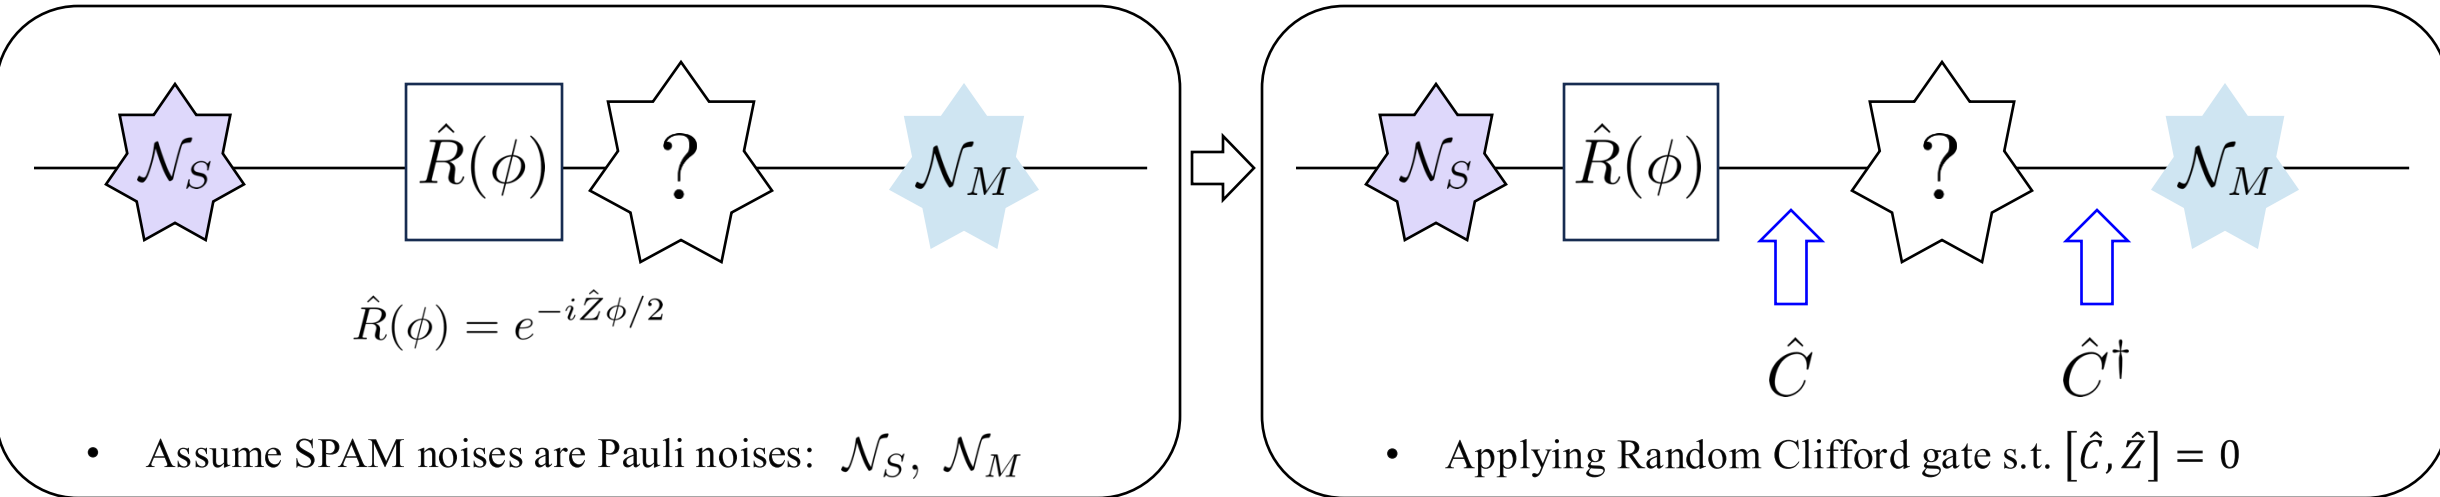 𝒩_S R̂(ϕ) ? 𝒩_M
R̂(ϕ) = e^{−iẐϕ/2}
• Assume SPAM noises are Pauli noises: 𝒩_S, 𝒩_M
𝒩_S R̂(ϕ) ? 𝒩_M
Ĉ Ĉ†
• Applying Random Clifford gate s.t. [Ĉ, Ẑ] = 0